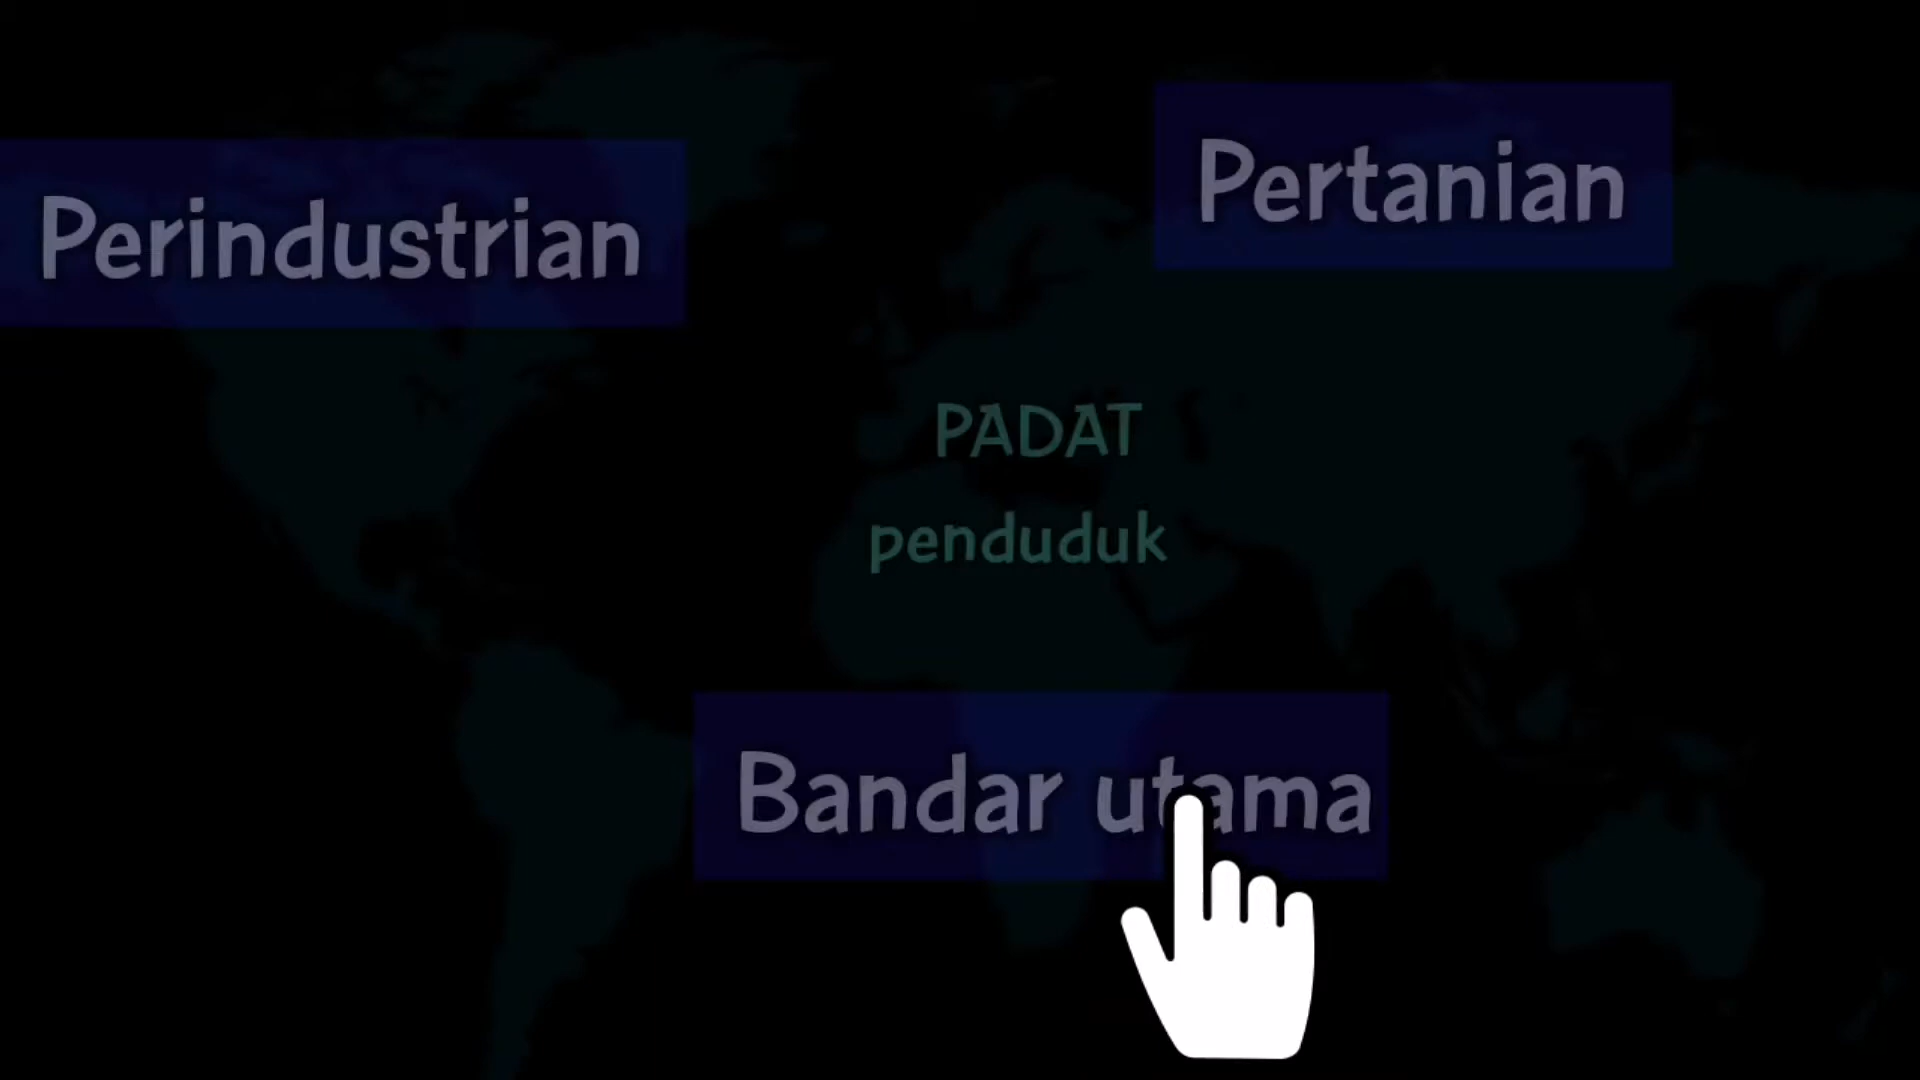 Perindustrian
Pertanian
PADAT
penduduk
Bandar utama